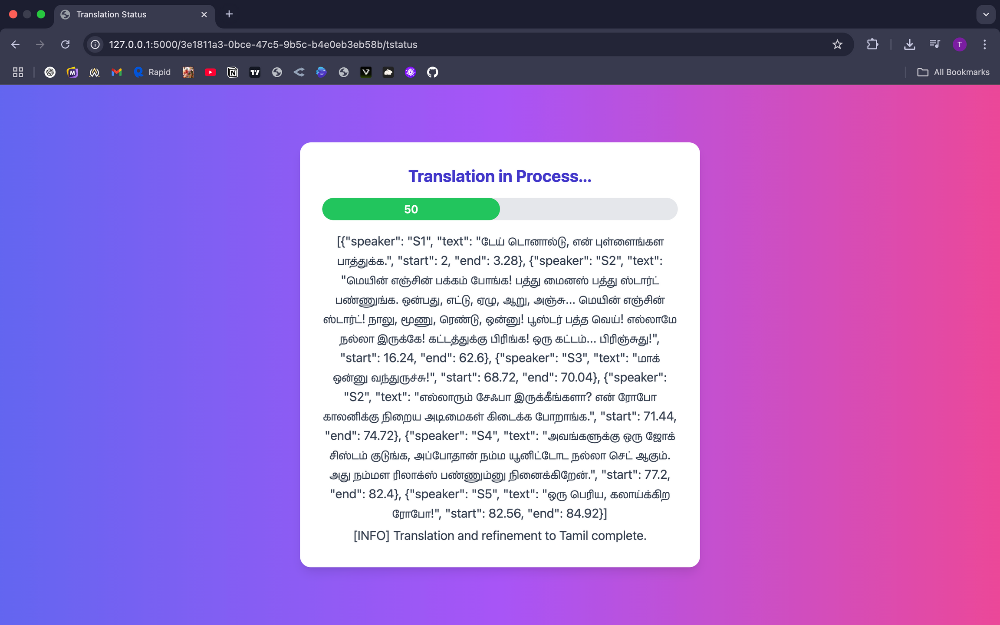 Translation Status
127.0.0.1:5000/3e1811a3-0bce-47c5-9b5c-b4e0eb3eb58b/tstatus
T
Rapid
All Bookmarks
Translation in Process...
50
[{"speaker": "S1", "text": "டேய் டொனால்டு, என் புள்ளைங்கள
பாத்துக்க.", "start": 2, "end": 3.28}, {"speaker": "S2", "text":
"மெயின் எஞ்சின் பக்கம் போங்க! பத்து மைனஸ் பத்து ஸ்டார்ட்
பண்ணுங்க. ஒன்பது, எட்டு, ஏழு, ஆறு, அஞ்சு... மெயின் எஞ்சின்
ஸ்டார்ட்! நாலு, மூணு, ரெண்டு, ஒன்னு! பூஸ்டர் பத்த வெய்! எல்லாமே
நல்லா இருக்கே! கட்டத்துக்கு பிரிங்க! ஒரு கட்டம்... பிரிஞ்சுது!",
"start": 16.24, "end": 62.6}, {"speaker": "S3", "text": "மாக்
ஒன்னு வந்துருச்சு!", "start": 68.72, "end": 70.04}, {"speaker":
"S2", "text": "எல்லாரும் சேஃபா இருக்கீங்களா? என் ரோபோ
காலனிக்கு நிறைய அடிமைகள் கிடைக்க போறாங்க.", "start": 71.44,
"end": 74.72}, {"speaker": "S4", "text": "அவங்களுக்கு ஒரு ஜோக்
சிஸ்டம் குடுங்க, அப்போதான் நம்ம யூனிட்டோட நல்லா செட் ஆகும்.
அது நம்மள ரிலாக்ஸ் பண்ணும்னு நினைக்கிறேன்.", "start": 77.2,
"end": 82.4}, {"speaker": "S5", "text": "ஒரு பெரிய, கலாய்க்கிற
ரோபோ!", "start": 82.56, "end": 84.92}]
[INFO] Translation and refinement to Tamil complete.